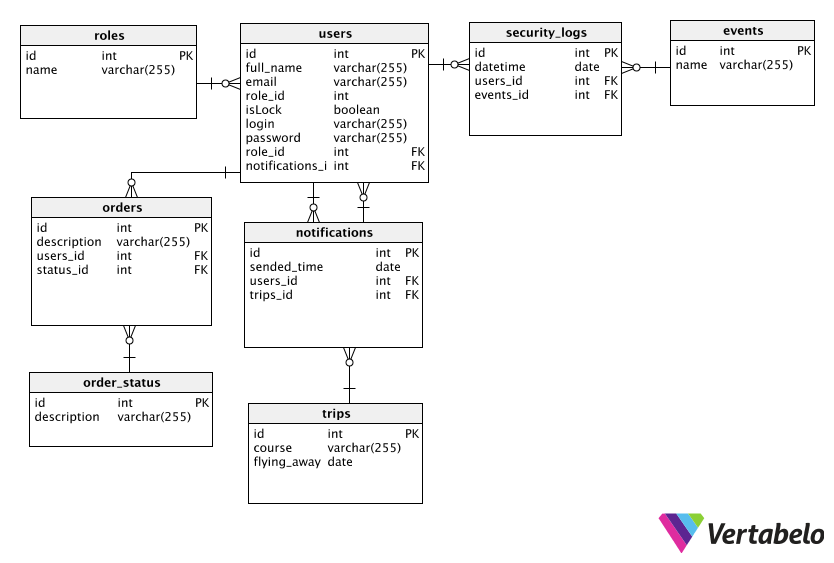 roles
id int PK
name varchar(255)
users
id int PK
full_name varchar(255)
email varchar(255)
role_id int
isLock boolean
login varchar(255)
password varchar(255)
role_id int FK
notifications_i int FK
security_logs
id int PK
datetime date
users_id int FK
events_id int FK
events
id int PK
name varchar(255)
orders
id int PK
description varchar(255)
users_id int FK
status_id int FK
notifications
id int PK
sended_time date
users_id int FK
trips_id int FK
order_status
id int PK
description varchar(255)
trips
id int PK
course varchar(255)
flying_away date
Vertabelo